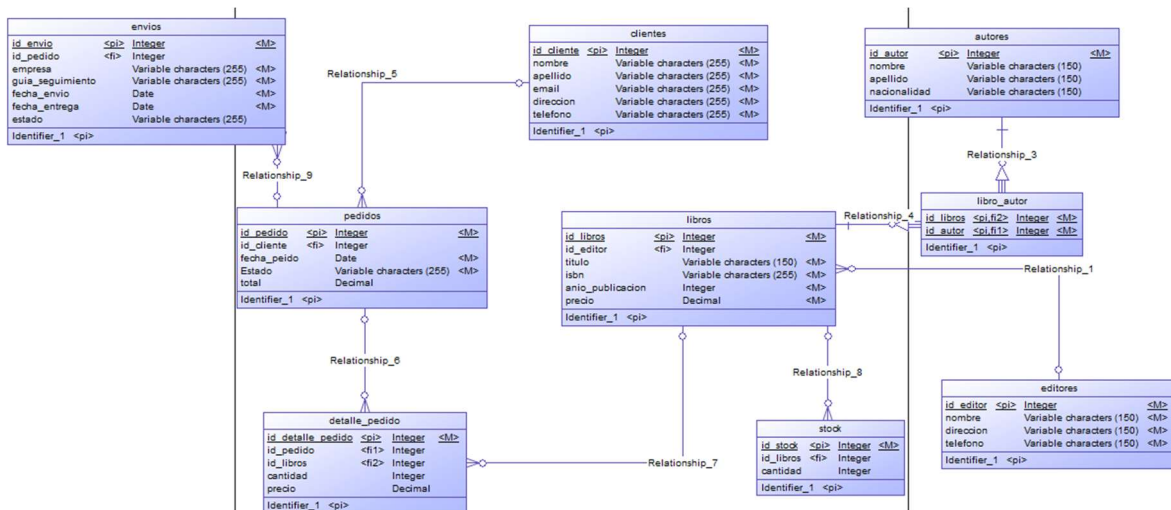 envios
id_envio <pi> Integer <M>
id_pedido <fi> Integer
empresa Variable characters (255) <M>
guia_seguimiento Variable characters (255) <M>
fecha_envio Date <M>
fecha_entrega Date <M>
estado Variable characters (255)
Identifier_1 <pi>
clientes
id_cliente <pi> Integer <M>
nombre Variable characters (255) <M>
apellido Variable characters (255) <M>
email Variable characters (255) <M>
direccion Variable characters (255) <M>
telefono Variable characters (255) <M>
Identifier_1 <pi>
autores
id_autor <pi> Integer <M>
nombre Variable characters (150)
apellido Variable characters (150)
nacionalidad Variable characters (150)
Identifier_1 <pi>
Relationship_5
Relationship_3
Relationship_9
libro_autor
id_libros <pi,fi2> Integer <M>
id_autor <pi,fi1> Integer <M>
Identifier_1 <pi>
Relationship_4
pedidos
id_pedido <pi> Integer <M>
id_cliente <fi> Integer
fecha_peido Date <M>
Estado Variable characters (255) <M>
total Decimal
Identifier_1 <pi>
libros
id_libros <pi> Integer <M>
id_editor <fi> Integer
titulo Variable characters (150) <M>
isbn Variable characters (255) <M>
anio_publicacion Integer <M>
precio Decimal <M>
Identifier_1 <pi>
Relationship_1
Relationship_6
Relationship_8
detalle_pedido
id_detalle_pedido <pi> Integer <M>
id_pedido <fi1> Integer
id_libros <fi2> Integer
cantidad Integer
precio Decimal
Identifier_1 <pi>
Relationship_7
stock
id_stock <pi> Integer <M>
id_libros <fi> Integer
cantidad Integer
Identifier_1 <pi>
editores
id_editor <pi> Integer <M>
nombre Variable characters (150) <M>
direccion Variable characters (150) <M>
telefono Variable characters (150) <M>
Identifier_1 <pi>